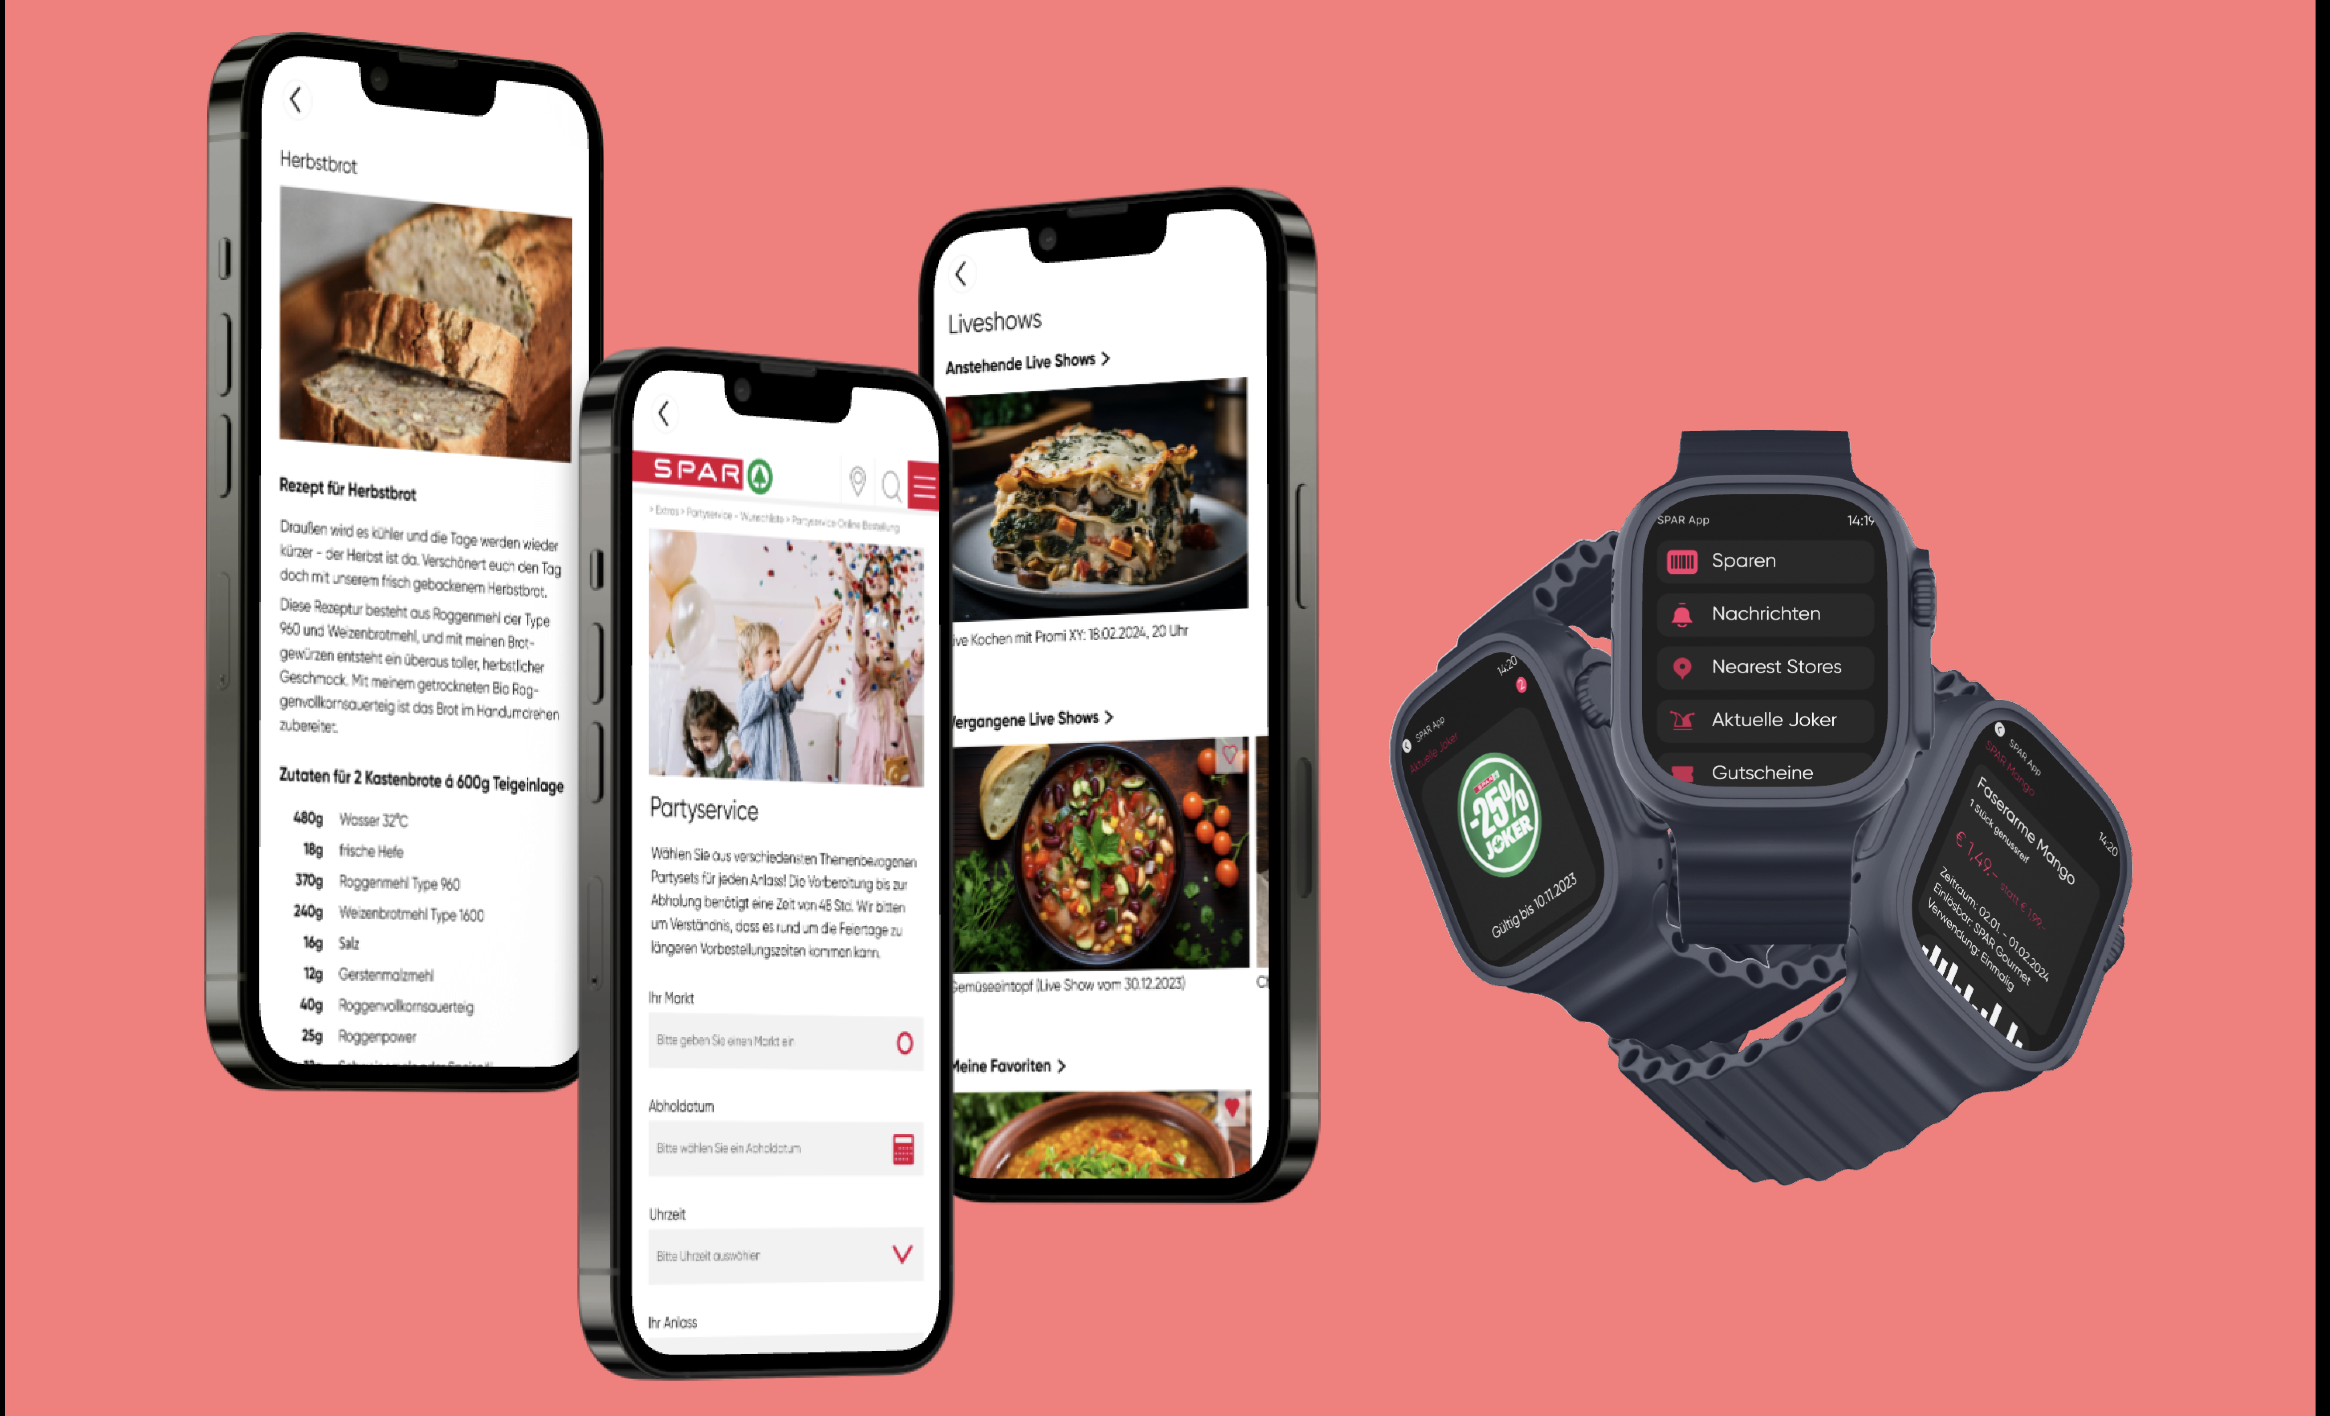 Herbstbrot
Rezept für Herbstbrot
Draußen wird es kühler und die Tage werden wieder
kürzer - der Herbst ist da. Verschönert euch den Tag
doch mit unserem frisch gebackenem Herbstbrot.
Diese Rezeptur besteht aus Roggenmehl der Type
960 und Weizenbrotmehl, und mit meinen Brot-
gewürzen entsteht ein überaus toller, herbstlicher
Geschmack. Mit meinem getrockneten Bio Rog-
genvollkornsauerteig ist das Brot im Handumdrehen
zubereitet.
Zutaten für 2 Kastenbrote á 600g Teigeinlage
480g Wasser 32°C
18g frische Hefe
370g Roggenmehl Type 960
240g Weizenbrotmehl Type 1600
16g Salz
12g Gerstenmalzmehl
40g Roggenvollkornsauerteig
25g Roggenpower
SPAR
> Extras > Partyservice - Wunschliste > Partyservice Online Bestellung
Partyservice
Wählen Sie aus verschiedensten Themenbezogenen
Partysets für jeden Anlass! Die Vorbereitung bis zur
Abholung benötigt eine Zeit von 48 Std. Wir bitten
um Verständnis, dass es rund um die Feiertage zu
längeren Vorbestellungszeiten kommen kann.
Ihr Markt
Bitte geben Sie einen Markt ein
Abholdatum
Bitte wählen Sie ein Abholdatum
Uhrzeit
Bitte Uhrzeit auswählen
Ihr Anlass
Liveshows
Anstehende Live Shows >
ive Kochen mit Promi XY: 18.02.2024, 20 Uhr
Vergangene Live Shows >
Gemüseeintopf (Live Show vom 30.12.2023)
Meine Favoriten >
SPAR App 14:19
Sparen
Nachrichten
Nearest Stores
Aktuelle Joker
Gutscheine
14:20
2
SPAR App
Aktuelle Joker
-25%
JOKER
Gültig bis 10.11.2023
SPAR App
14:20
SPAR Mango
Faserarme Mango
1 Stück genussreif
€ 1,49,- statt € 1,99,-
Zeitraum: 02.01. - 01.02.2024
Einlösbar: SPAR Gourmet
Verwendung: Einmalig